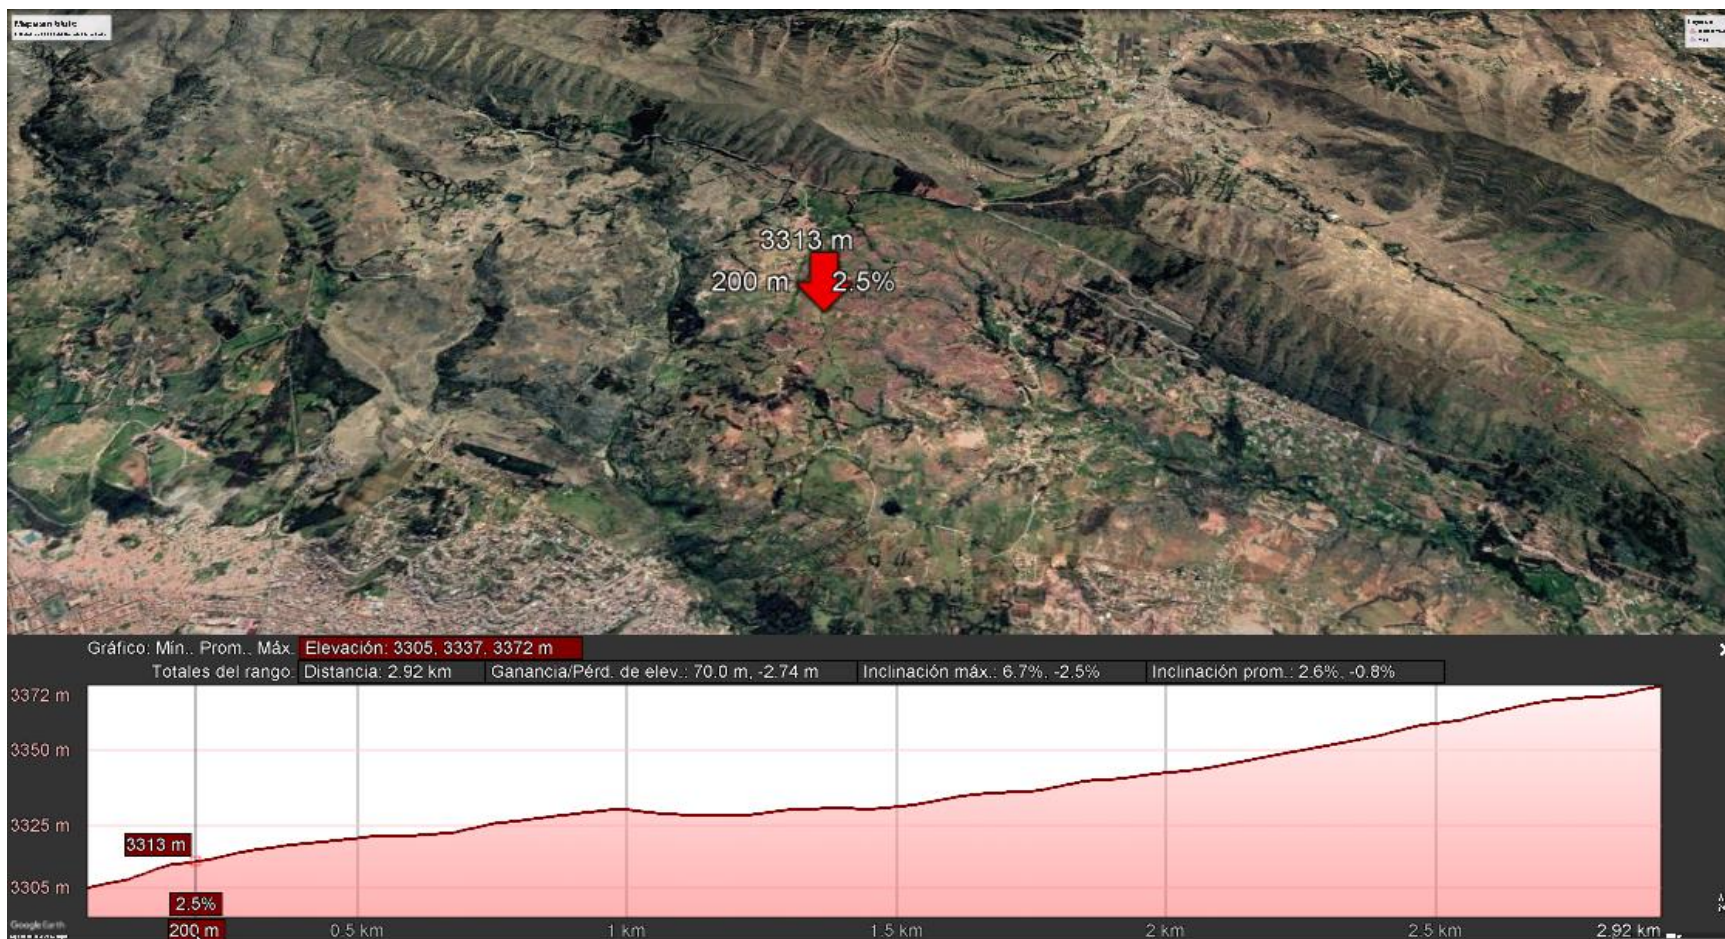 3313 m
200 m 2.5%
Gráfico: Mín.. Prom.. Máx. Elevación: 3305, 3337, 3372 m
Totales del rango: Distancia: 2.92 km Ganancia/Pérd. de elev.: 70.0 m, -2.74 m Inclinación máx.: 6.7%, -2.5% Inclinación prom.: 2.6%, -0.8%
3372 m
3350 m
3325 m
3313 m
3305 m
2.5%
Google Earth
200 m 0.5 km 1 km 1.5 km 2 km 2.5 km 2.92 km